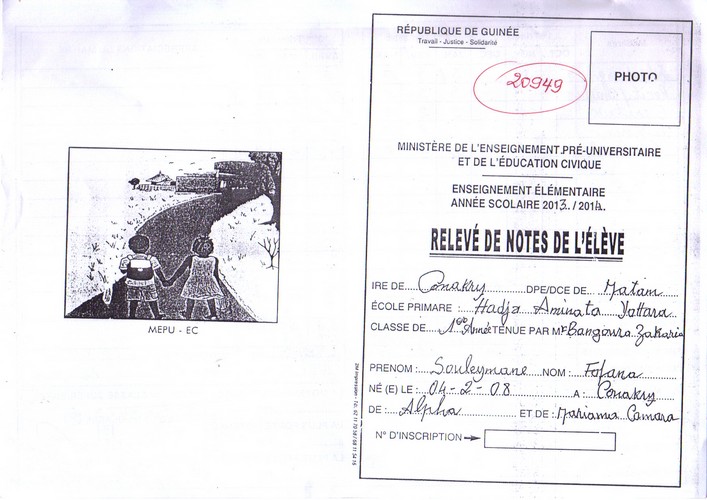 MEPU - EC
RÉPUBLIQUE DE GUINÉE
Travail - Justice - Solidarité
20949
PHOTO
MINISTÈRE DE L'ENSEIGNEMENT PRÉ-UNIVERSITAIRE
ET DE L'ÉDUCATION CIVIQUE
ENSEIGNEMENT ÉLÉMENTAIRE
ANNÉE SCOLAIRE 2013../2014.
RELEVÉ DE NOTES DE L'ÉLÈVE
IRE DE....Conakry..........DPE/DCE DE....Matam......
ÉCOLE PRIMAIRE :...Hadja Aminata Yattara
CLASSE DE...1ère Année TENUE PAR Mr Bangoura Zakaria
PRENOM :...Souleymane....NOM :...Fofana.....
NÉ (E) LE :...04-2-08..............A :...Conakry......
DE :...Alpha..............ET DE : Mariama Camara
N° D'INSCRIPTION